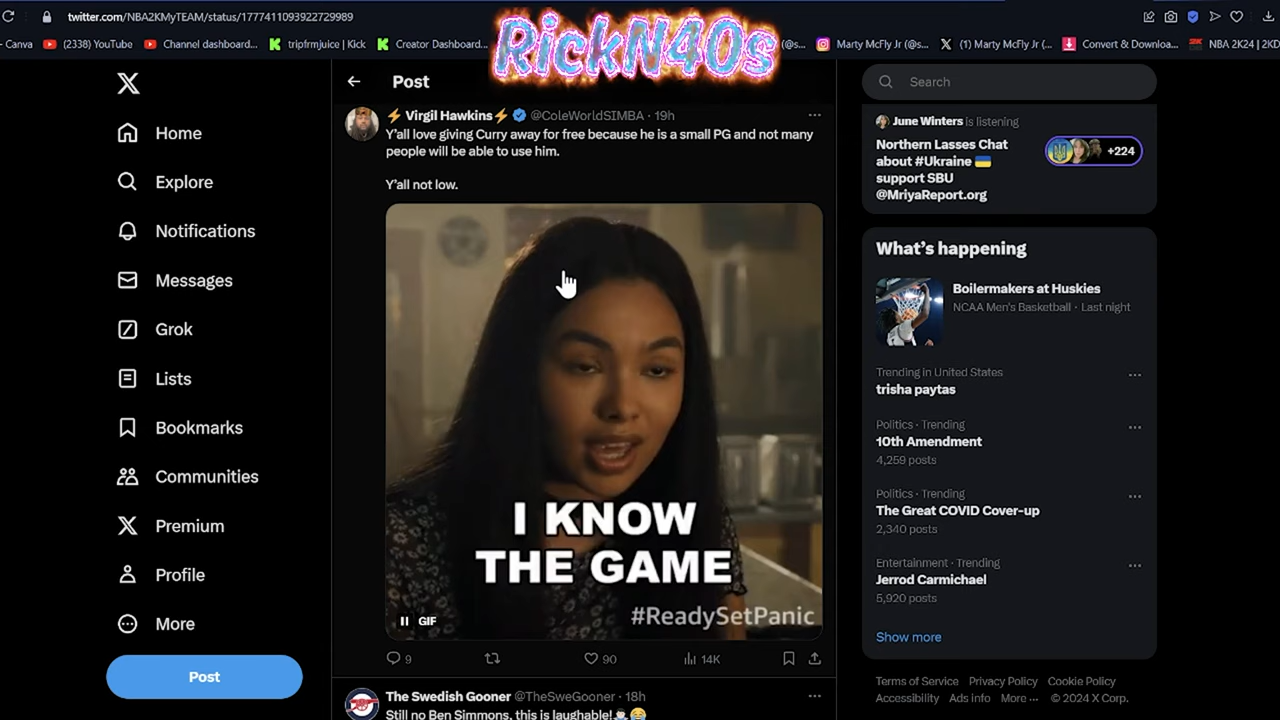 twitter.com/NBA2KMyTEAM/status/1777411093922729989
Canva
(2338) YouTube
Channel dashboard...
tripfrmjuice | Kick
Creator Dashboard...
(@s...
Marty McFly Jr (@s...
(1) Marty McFly Jr (...
Convert & Downloa...
NBA 2K24 | 2KD
RickN40s
Home
Explore
Notifications
Messages
Grok
Lists
Bookmarks
Communities
Premium
Profile
More
Post
Post
⚡ Virgil Hawkins⚡ @ColeWorldSIMBA · 19h
Y'all love giving Curry away for free because he is a small PG and not many
people will be able to use him.
Y'all not low.
I KNOW
THE GAME
#ReadySetPanic
GIF
9
90
14K
The Swedish Gooner @TheSweGooner · 18h
Still no Ben Simmons, this is laughable!
Search
June Winters is listening
Northern Lasses Chat
about #Ukraine 🇺🇦
support SBU
@MriyaReport.org
+224
What's happening
Boilermakers at Huskies
NCAA Men's Basketball · Last night
Trending in United States
trisha paytas
Politics · Trending
10th Amendment
4,259 posts
Politics · Trending
The Great COVID Cover-up
2,340 posts
Entertainment · Trending
Jerrod Carmichael
5,920 posts
Show more
Terms of Service Privacy Policy Cookie Policy
Accessibility Ads info More ··· © 2024 X Corp.